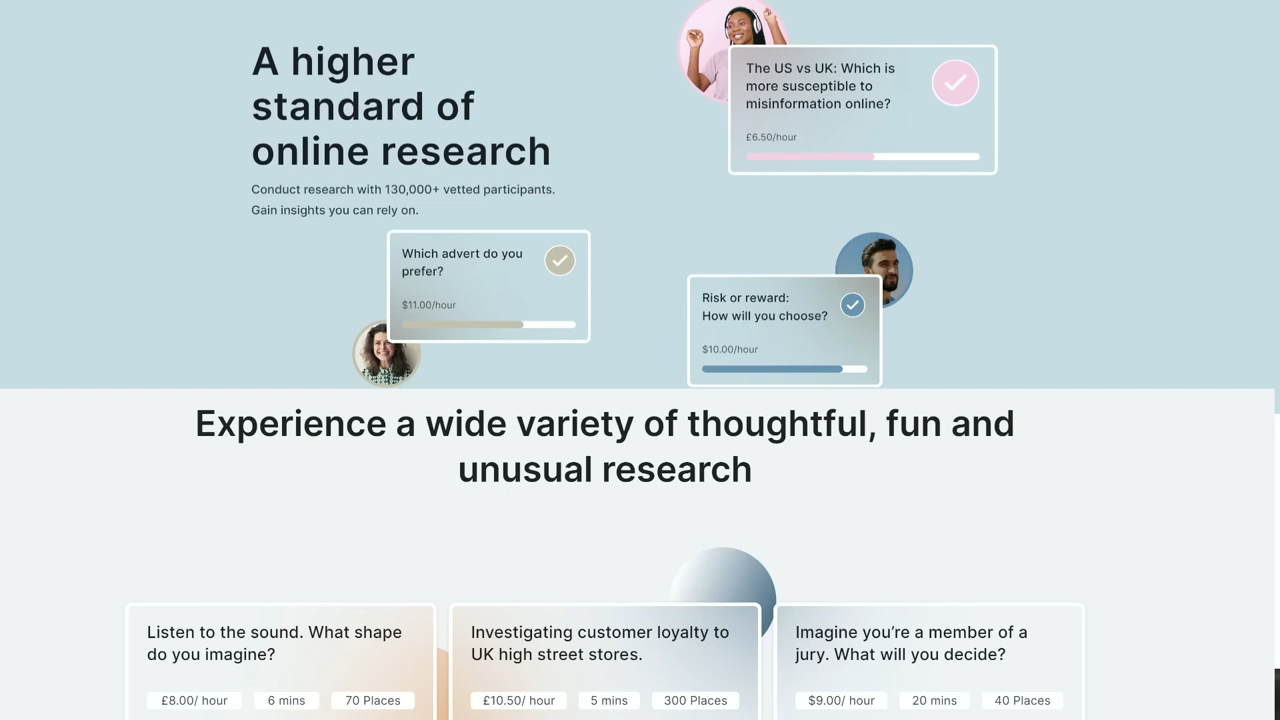 A higher
standard of
online research
Conduct research with 130,000+ vetted participants.
Gain insights you can rely on.
The US vs UK: Which is
more susceptible to
misinformation online?
£6.50/hour
Which advert do you
prefer?
$11.00/hour
Risk or reward:
How will you choose?
$10.00/hour
Experience a wide variety of thoughtful, fun and
unusual research
Listen to the sound. What shape
do you imagine?
£8.00/ hour
6 mins
70 Places
Investigating customer loyalty to
UK high street stores.
£10.50/ hour
5 mins
300 Places
Imagine you’re a member of a
jury. What will you decide?
$9.00/ hour
20 mins
40 Places